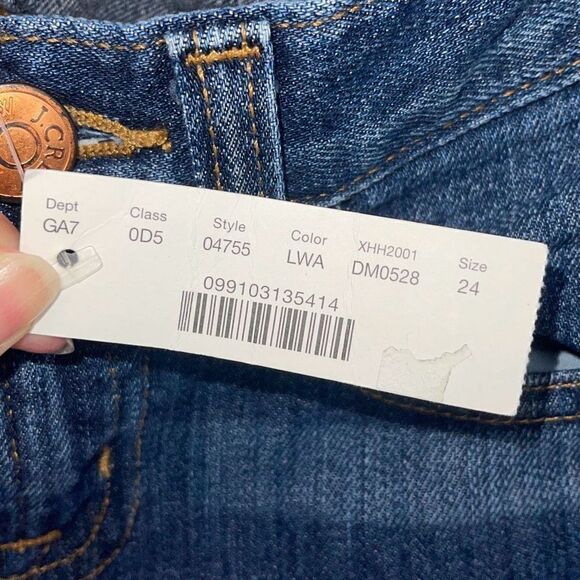 J.CR
Dept Class Style Color XHH2001 Size
GA7 0D5 04755 LWA DM0528 24
099103135414